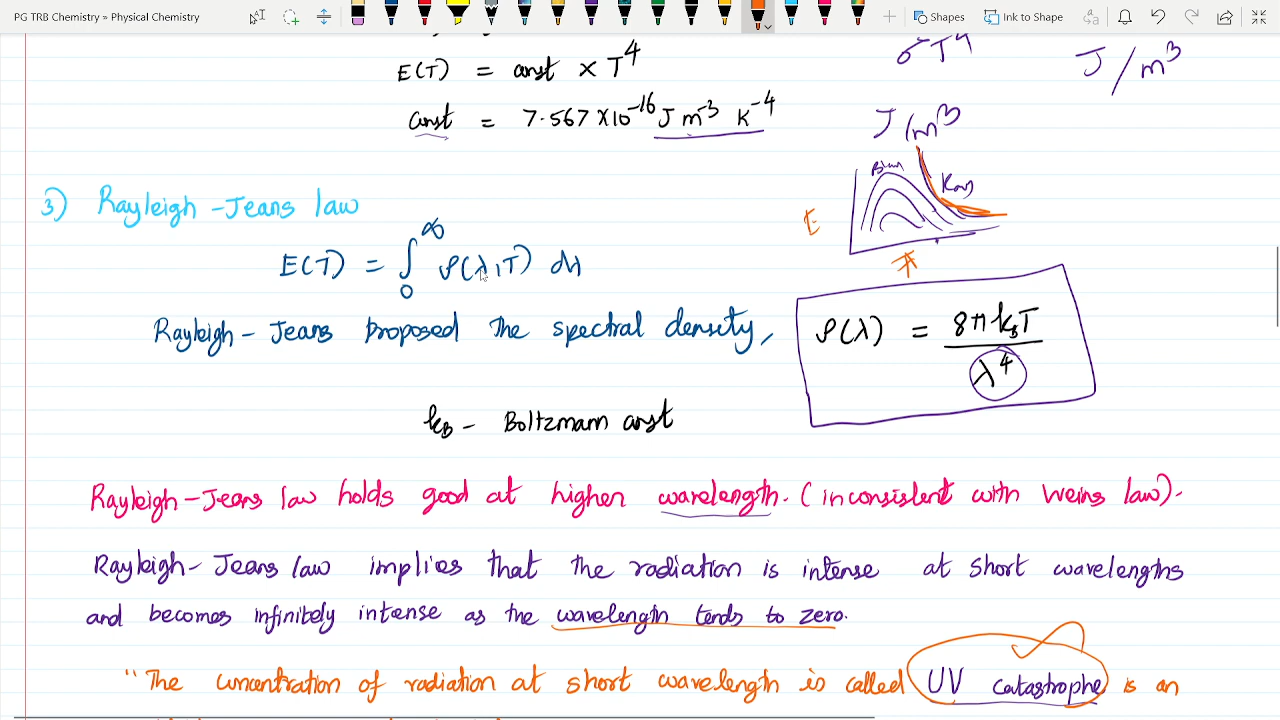 PG TRB Chemistry » Physical Chemistry
Shapes
Ink to Shape
E(T) = const × T⁴
σT⁴
J/m³
const = 7.567 × 10⁻¹⁶ J m⁻³ K⁻⁴
J/m³
3) Rayleigh-Jeans law
E
λ
E(T) = ∫₀^∞ ρ(λ,T) dλ
Rayleigh-Jeans proposed the spectral density,
ρ(λ) = 8πk_BT / λ⁴
k_B - Boltzmann const
Rayleigh-Jeans law holds good at higher wavelength. (inconsistent with Weins law).
Rayleigh-Jeans law implies that the radiation is intense at short wavelengths
and becomes infinitely intense as the wavelength tends to zero.
"The concentration of radiation at short wavelength is called UV catastrophe is an